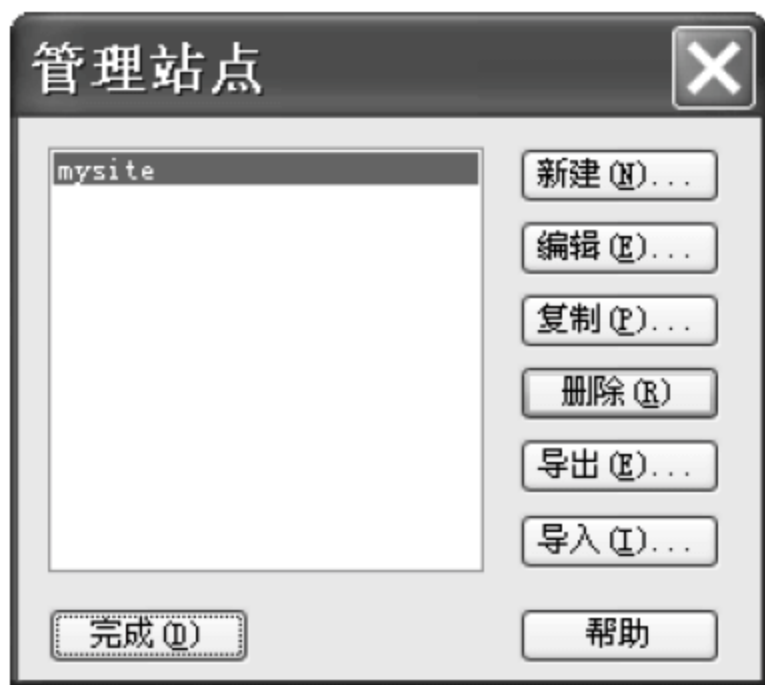 管理站点
mysite
新建(N)...
编辑(E)...
复制(P)...
删除(R)
导出(E)...
导入(I)...
完成(D)
帮助